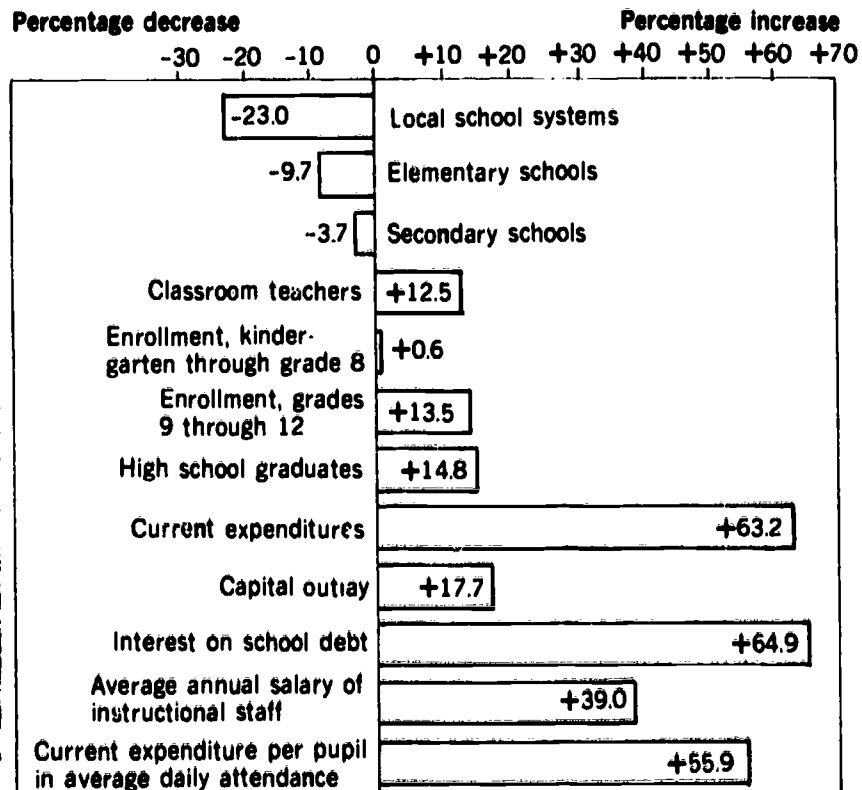 Percentage decrease Percentage increase
-30 -20 -10 0 +10 +20 +30 +40 +50 +60 +70
-23.0 Local school systems
-9.7 Elementary schools
-3.7 Secondary schools
Classroom teachers +12.5
Enrollment, kinder-
garten through grade 8 +0.6
Enrollment, grades
9 through 12 +13.5
High school graduates +14.8
Current expenditures +63.2
Capital outlay +17.7
Interest on school debt +64.9
Average annual salary of
instructional staff +39.0
Current expenditure per pupil
in average daily attendance +55.9